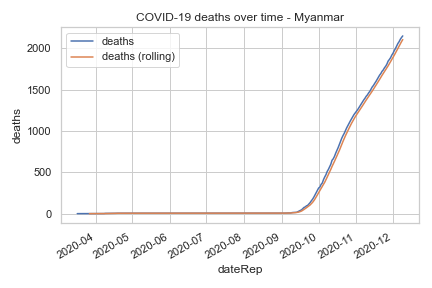 COVID-19 deaths over time - Myanmar
deaths
deaths (rolling)
2000
1500
1000
500
0
deaths
2020-04
2020-05
2020-06
2020-07
2020-08
2020-09
2020-10
2020-11
2020-12
dateRep